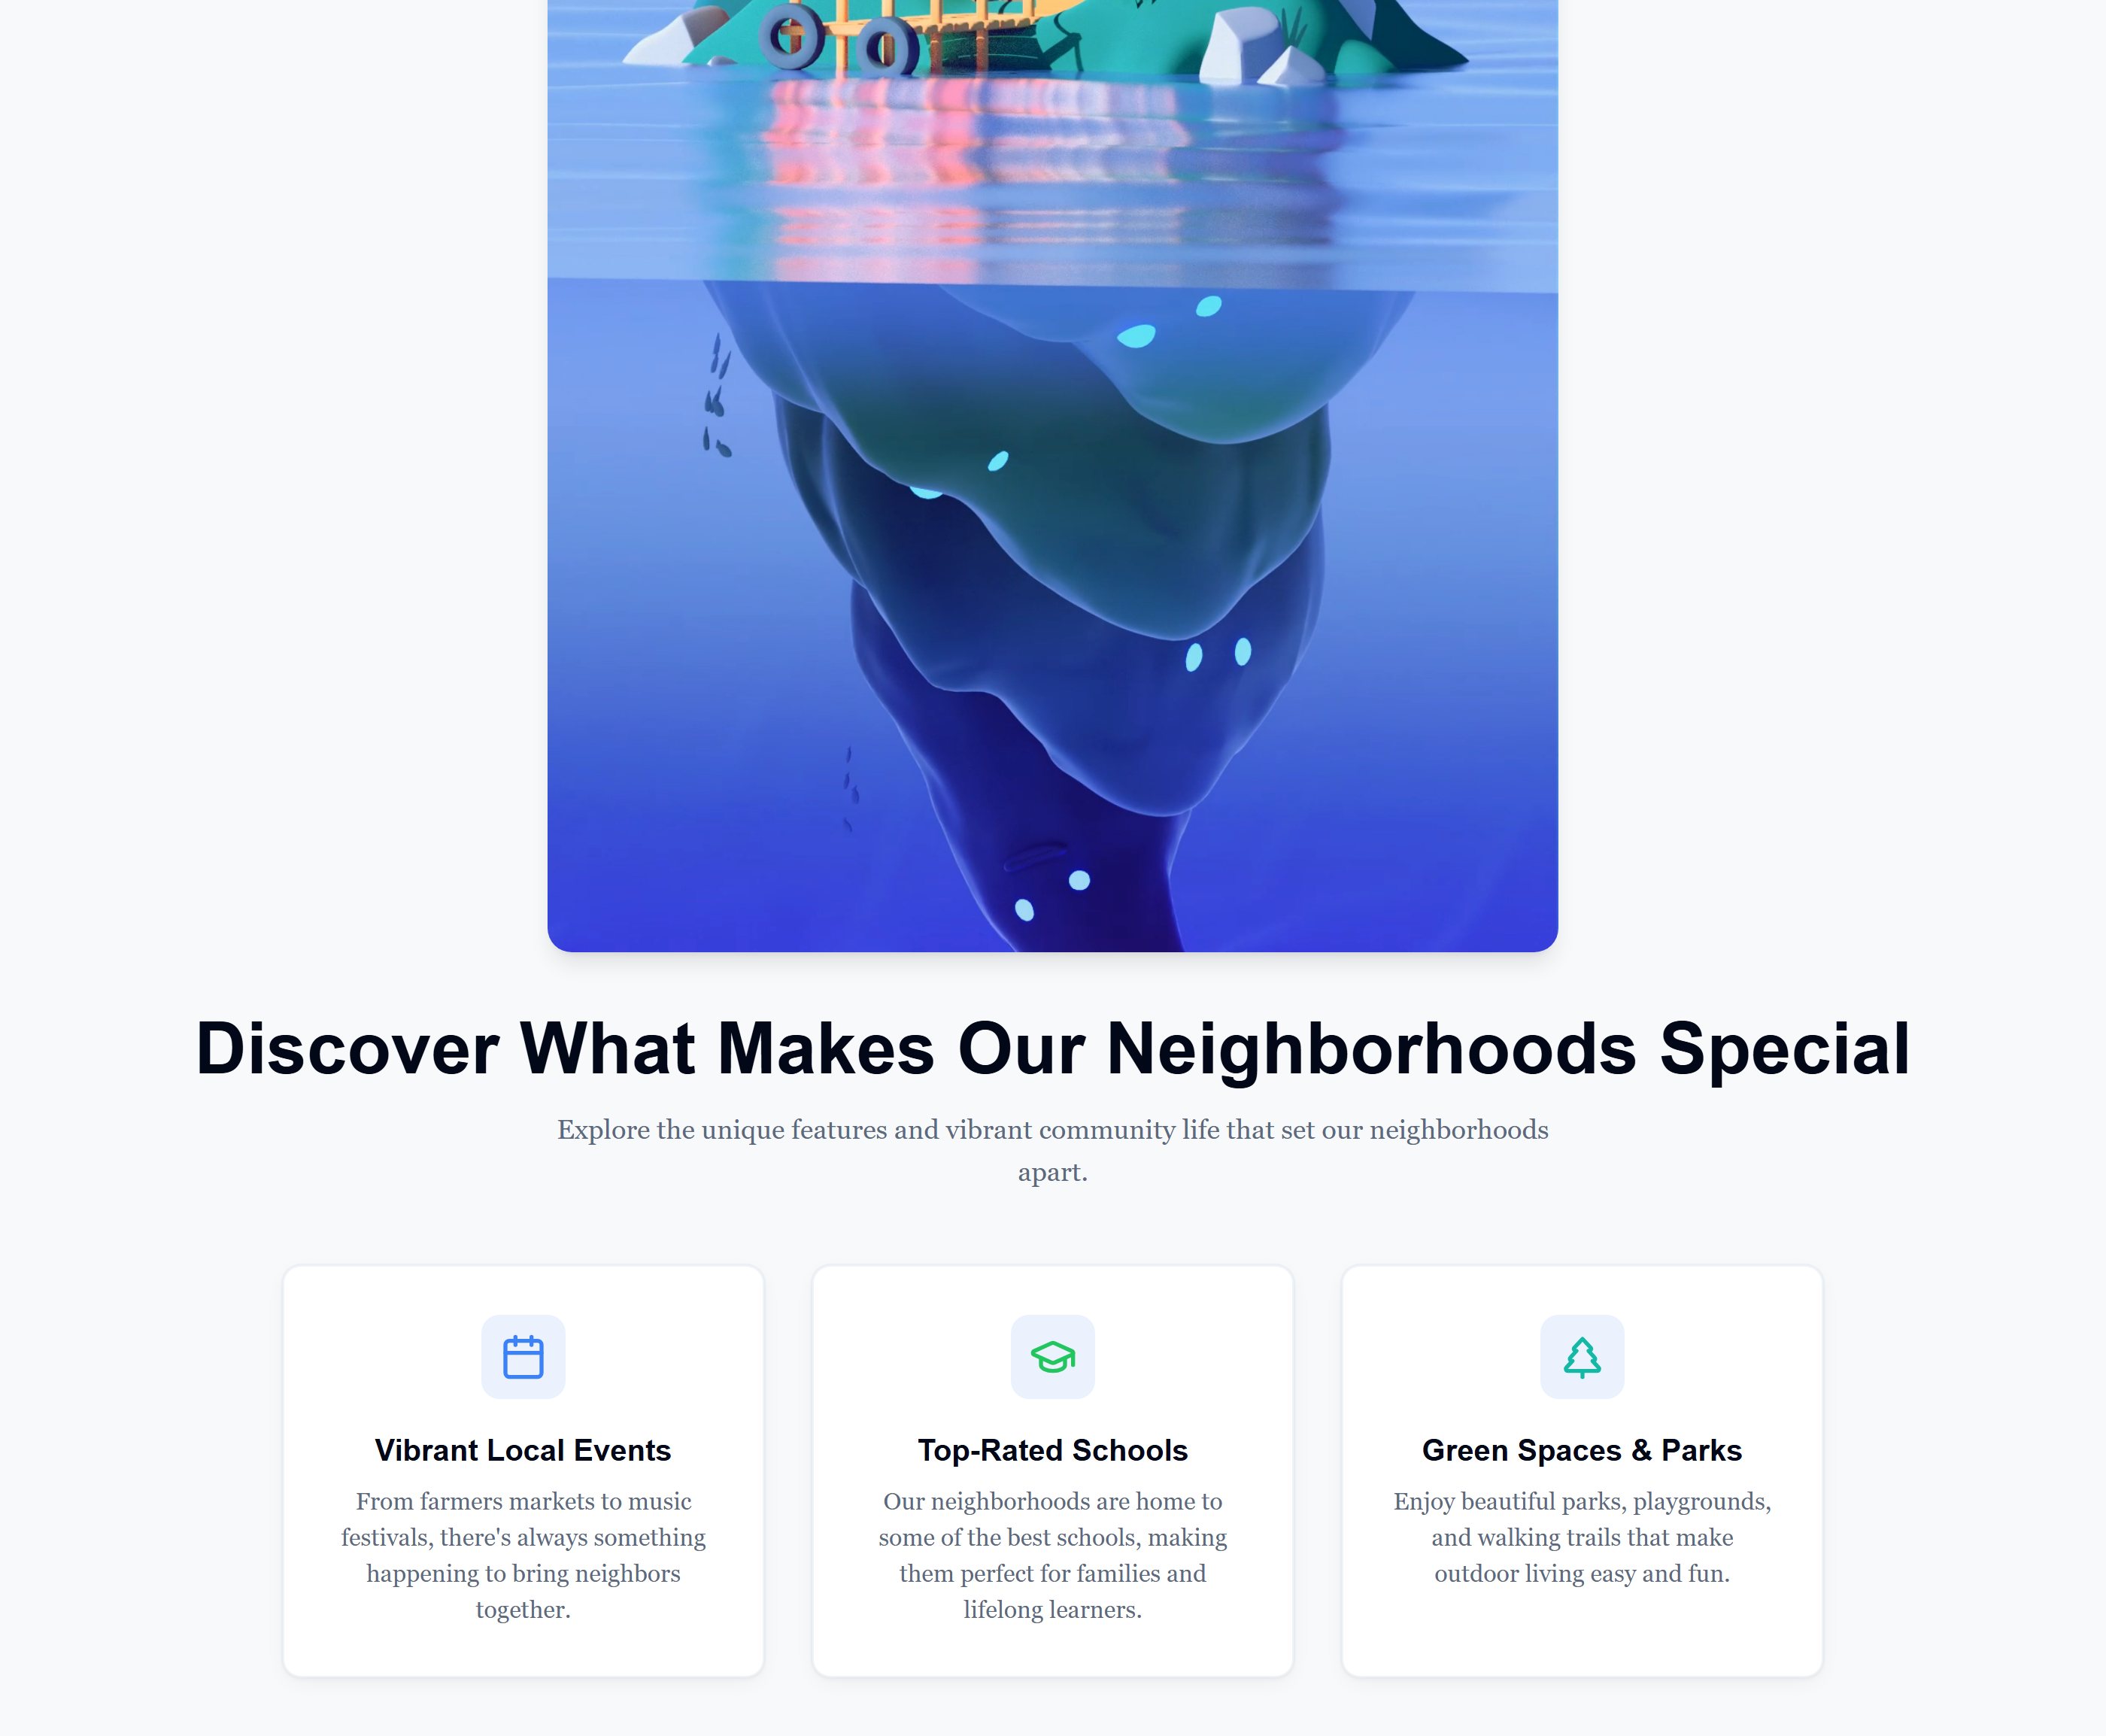 Discover What Makes Our Neighborhoods Special
Explore the unique features and vibrant community life that set our neighborhoods
apart.
Vibrant Local Events
From farmers markets to music
festivals, there's always something
happening to bring neighbors
together.
Top-Rated Schools
Our neighborhoods are home to
some of the best schools, making
them perfect for families and
lifelong learners.
Green Spaces & Parks
Enjoy beautiful parks, playgrounds,
and walking trails that make
outdoor living easy and fun.